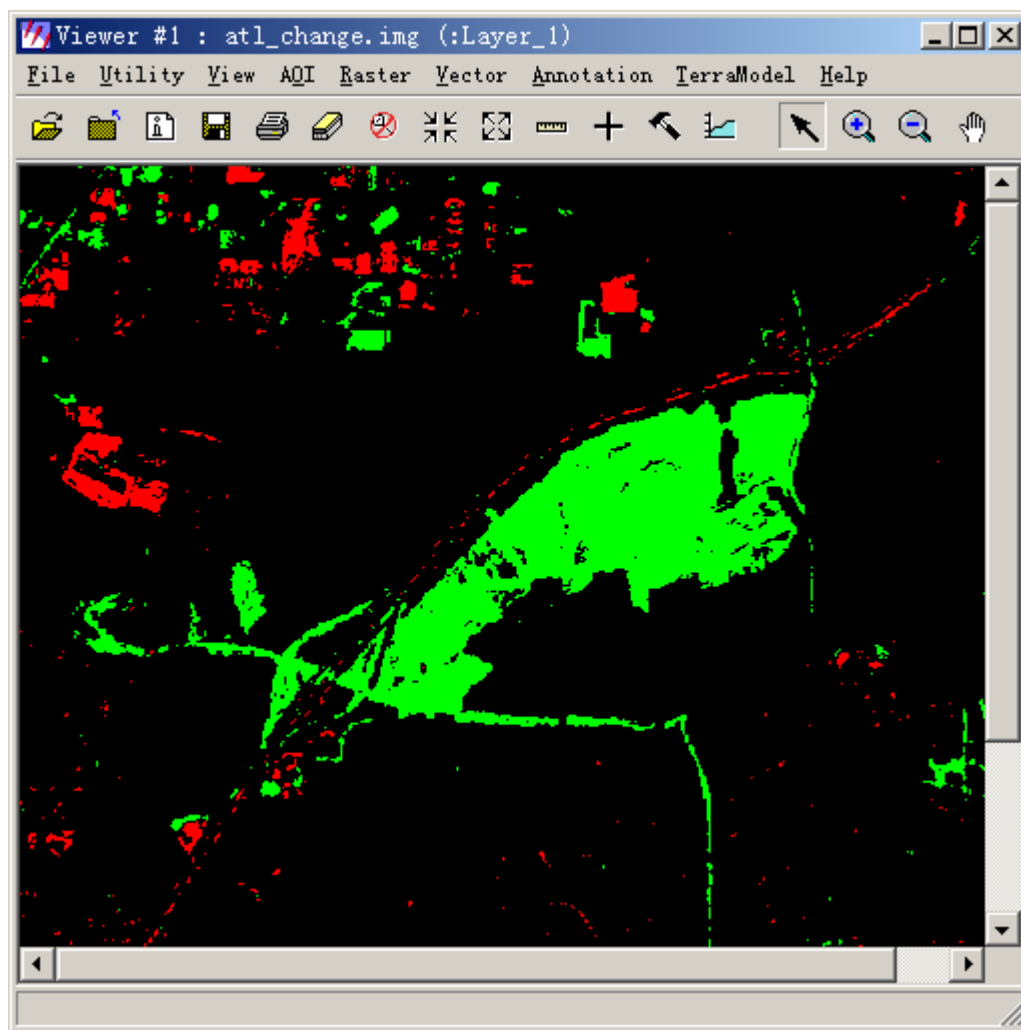 Viewer #1 : atl_change.img (:Layer_1)
File Utility View AOI Raster Vector Annotation TerraModel Help